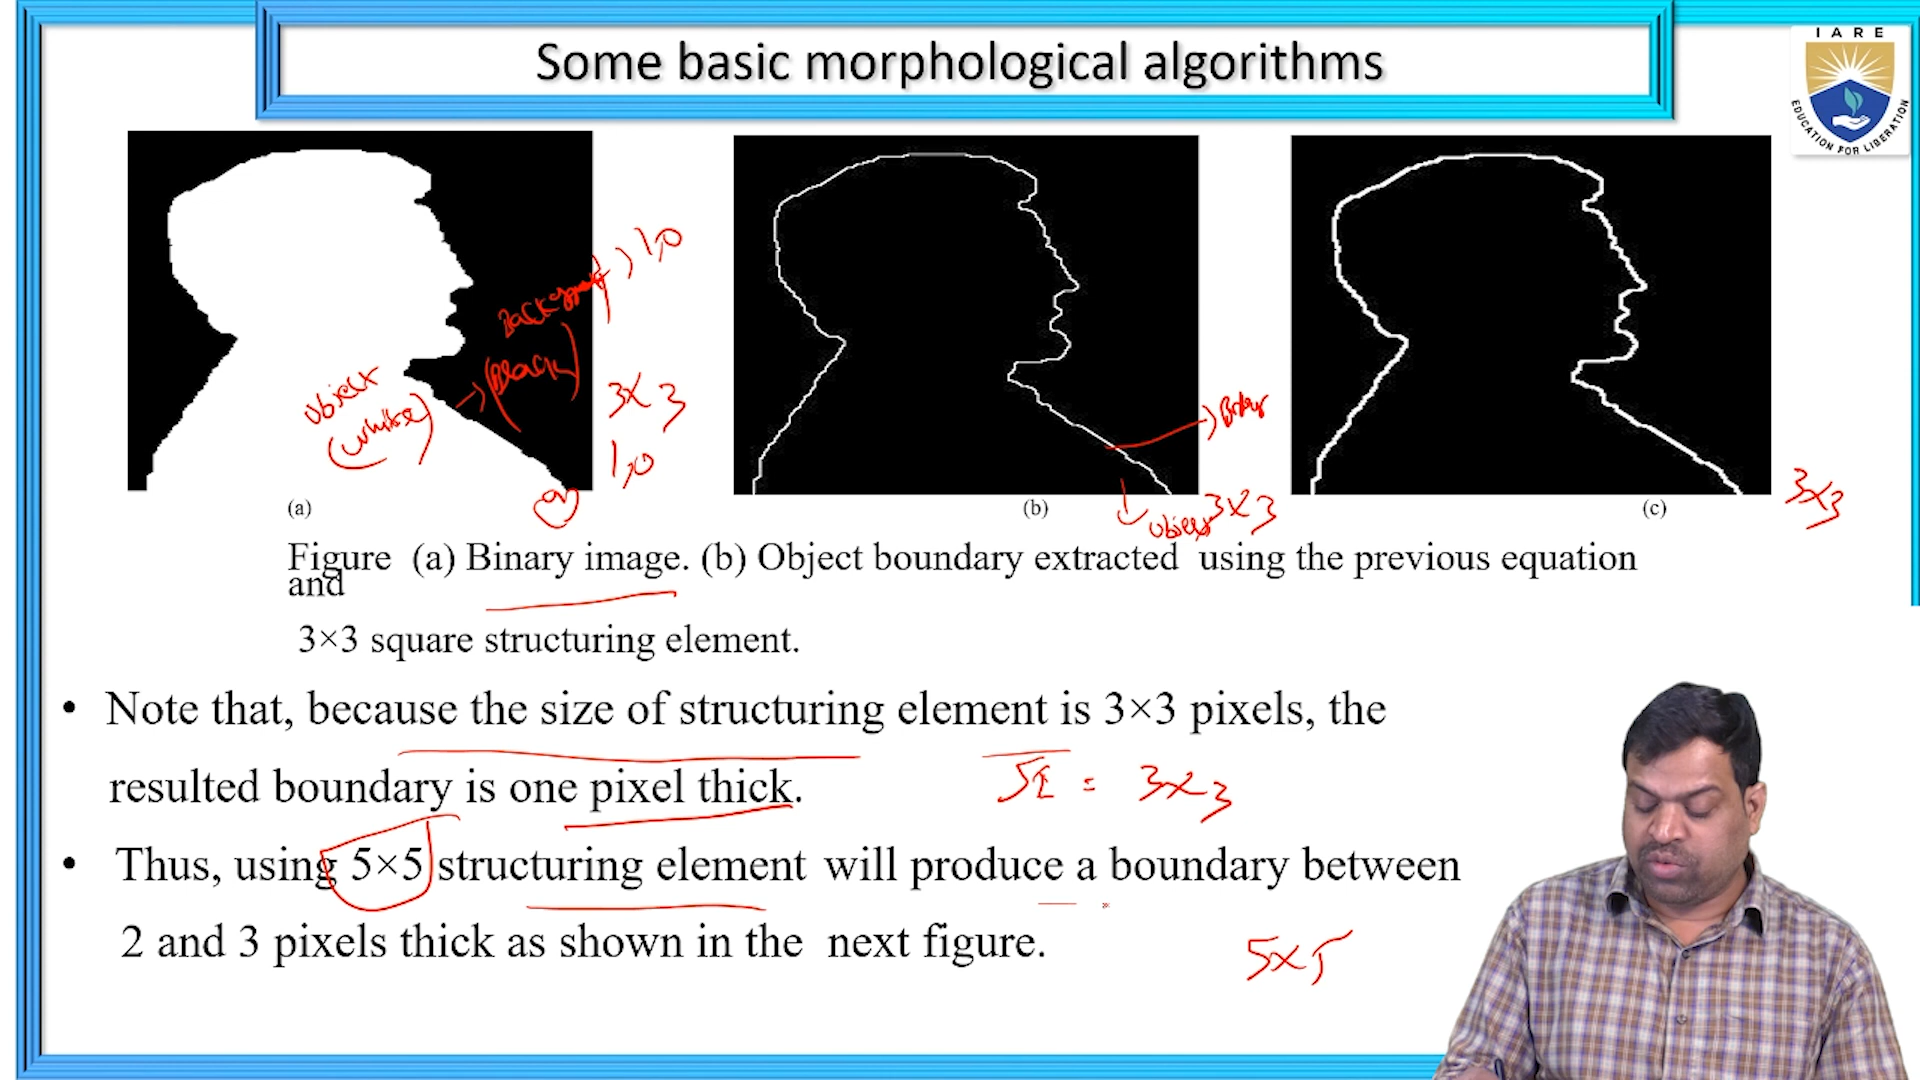 Some basic morphological algorithms
IARE
EDUCATION FOR LIBERATION
Background ) 1,0
object
(white) → (Black)
3×3
1,0
3×3
object
3×3
(a)
(b)
(c)
Figure (a) Binary image. (b) Object boundary extracted using the previous equation
and
3×3 square structuring element.
• Note that, because the size of structuring element is 3×3 pixels, the
resulted boundary is one pixel thick.
SE = 3×3
• Thus, using 5×5 structuring element will produce a boundary between
2 and 3 pixels thick as shown in the next figure.
5×5